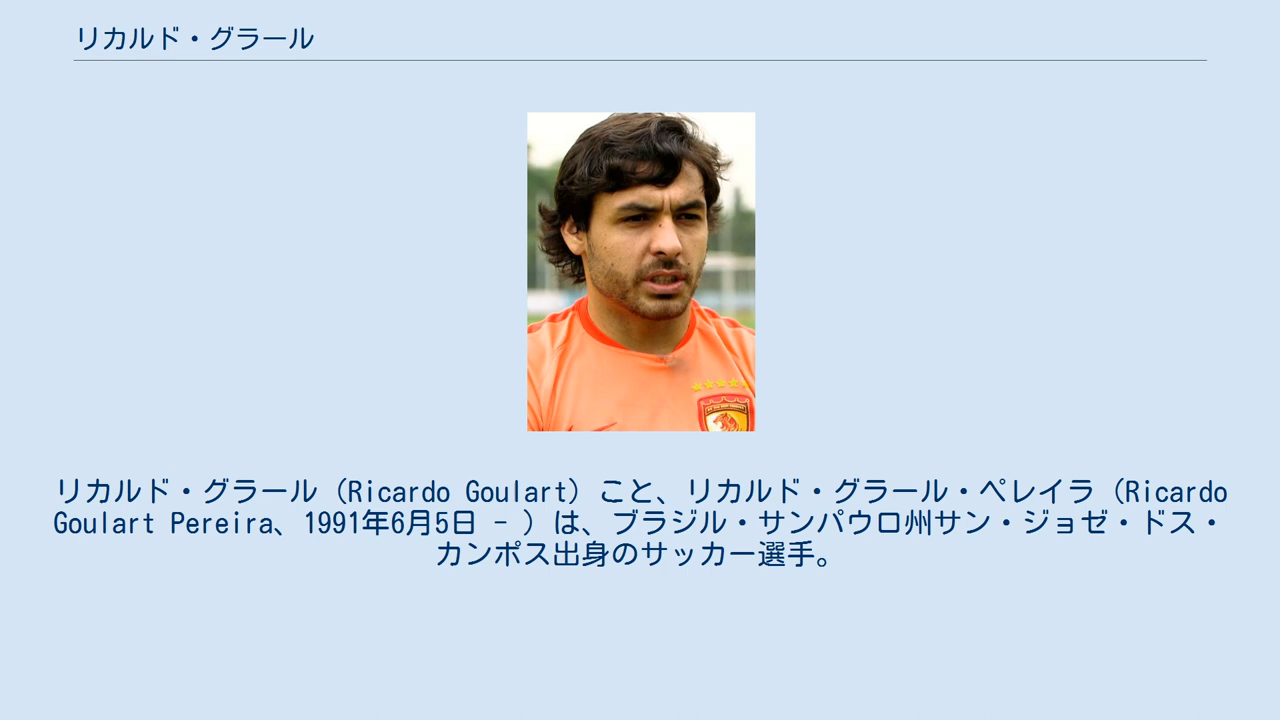 リカルド・グラール
リカルド・グラール（Ricardo Goulart）こと、リカルド・グラール・ペレイラ（Ricardo
Goulart Pereira、1991年6月5日 - ）は、ブラジル・サンパウロ州サン・ジョゼ・ドス・
カンポス出身のサッカー選手。